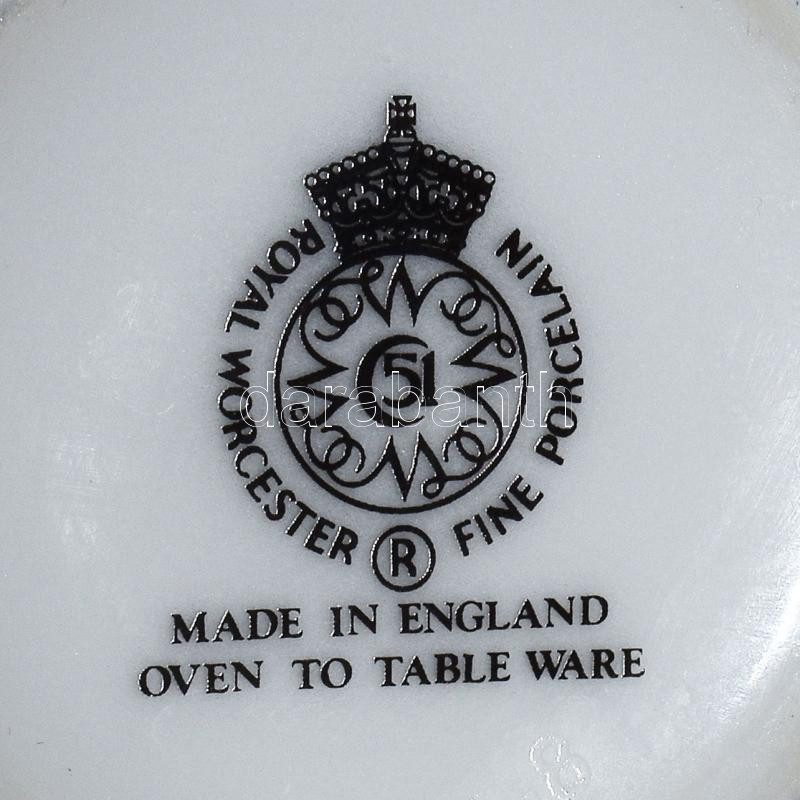 ROYAL WORCESTER ® FINE PORCELAIN
C 51
darabanth
MADE IN ENGLAND
OVEN TO TABLE WARE